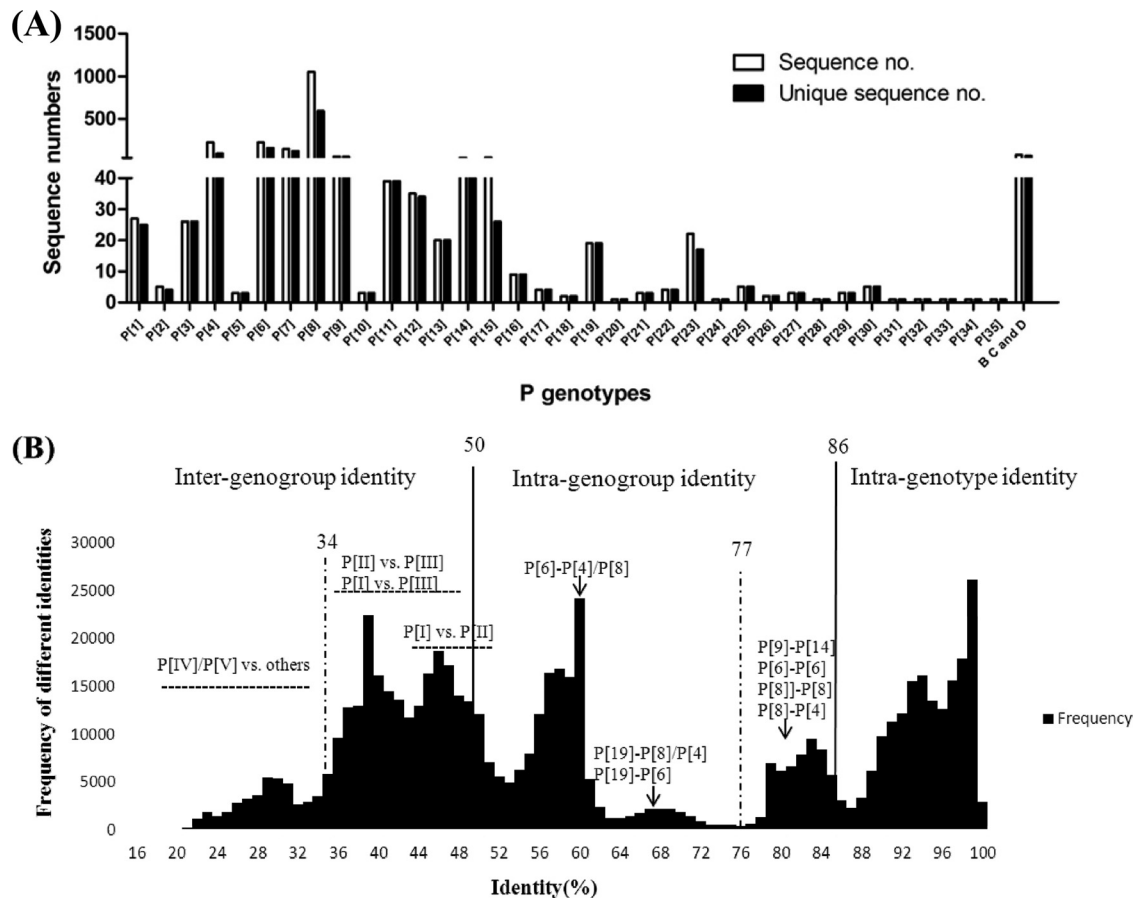 (A)
1500
1000
500
40
30
20
10
0
Sequence numbers
Sequence no.
Unique sequence no.
P[1] P[2] P[3] P[4] P[5] P[6] P[7] P[8] P[9] P[10] P[11] P[12] P[13] P[14] P[15] P[16] P[17] P[18] P[19] P[20] P[21] P[22] P[23] P[24] P[25] P[26] P[27] P[28] P[29] P[30] P[31] P[32] P[33] P[34] P[35] B C and D
P genotypes
(B)
50
86
Inter-genogroup identity
Intra-genogroup identity
Intra-genotype identity
34
77
P[II] vs. P[III]
P[I] vs. P[III]
P[I] vs. P[II]
P[IV]/P[V] vs. others
P[6]-P[4]/P[8]
P[19]-P[8]/P[4]
P[19]-P[6]
P[9]-P[14]
P[6]-P[6]
P[8]]-P[8]
P[8]-P[4]
Frequency
Frequency of different identities
30000
25000
20000
15000
10000
5000
0
16 20 24 28 32 36 40 44 48 52 56 60 64 68 72 76 80 84 88 92 96 100
Identity(%)